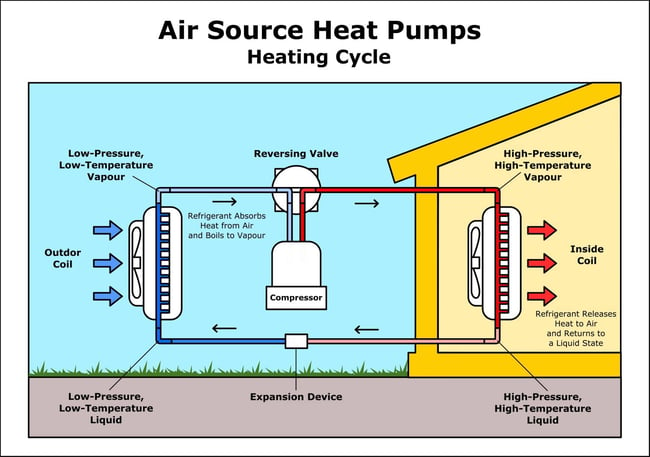 Air Source Heat Pumps
Heating Cycle
Low-Pressure,
Low-Temperature
Vapour
Reversing Valve
High-Pressure,
High-Temperature
Vapour
Refrigerant Absorbs
Heat from Air
and Boils to Vapour
Outdor
Coil
Compressor
Inside
Coil
Refrigerant Releases
Heat to Air
and Returns to
a Liquid State
Low-Pressure,
Low-Temperature
Liquid
Expansion Device
High-Pressure,
High-Temperature
Liquid